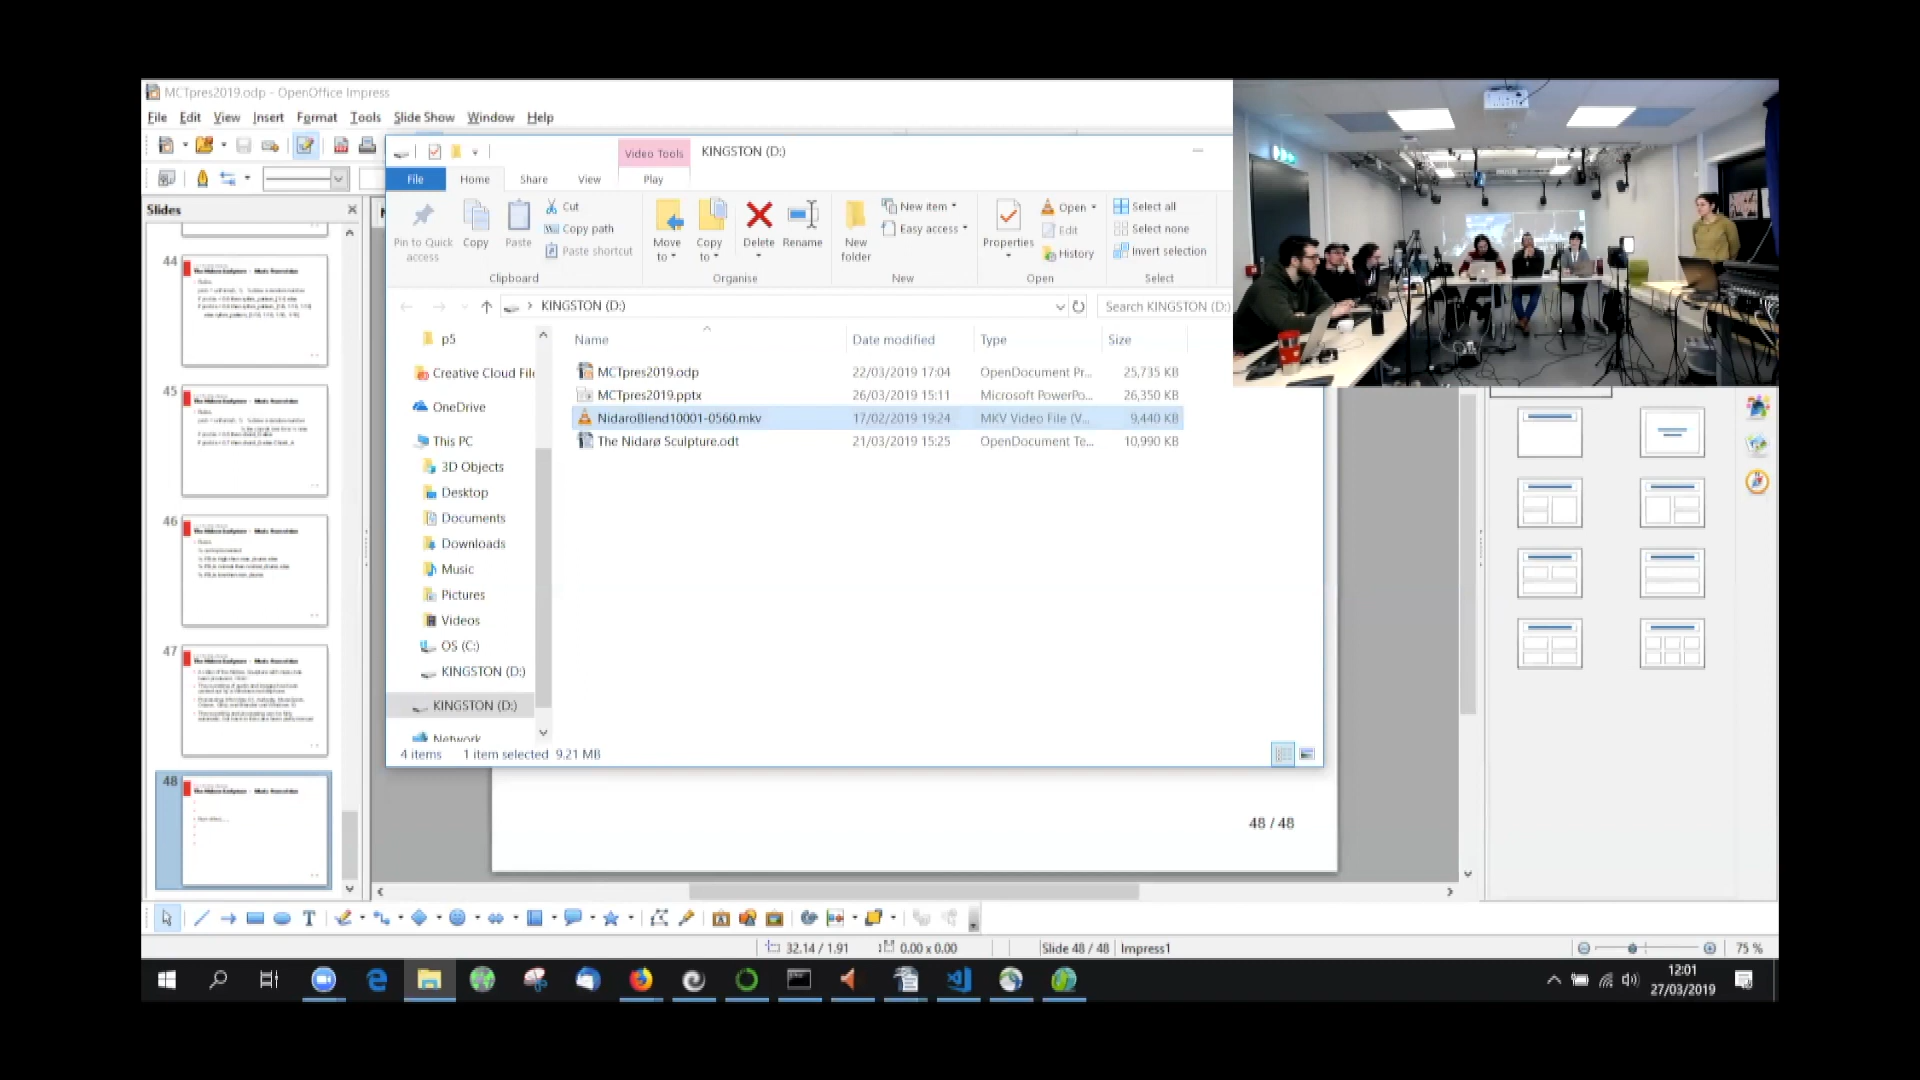 MCTpres2019.odp - OpenOffice Impress
File Edit View Insert Format Tools Slide Show Window Help
Video Tools KINGSTON (D:)
File Home Share View Play
Pin to Quick access
Copy
Paste
Cut
Copy path
Paste shortcut
Clipboard
Move to
Copy to
Delete
Rename
Organise
New folder
New item
Easy access
New
Properties
Open
Edit
History
Open
Select all
Select none
Invert selection
Select
KINGSTON (D:)
Search KINGSTON (D:)
Slides
44
45
46
47
48
p5
Creative Cloud File
OneDrive
This PC
3D Objects
Desktop
Documents
Downloads
Music
Pictures
Videos
OS (C:)
KINGSTON (D:)
KINGSTON (D:)
Network
Name Date modified Type Size
MCTpres2019.odp 22/03/2019 17:04 OpenDocument Pr... 25,735 KB
MCTpres2019.pptx 26/03/2019 15:11 Microsoft PowerPo... 26,350 KB
NidaroBlend10001-0560.mkv 17/02/2019 19:24 MKV Video File (V... 9,440 KB
The Nidarø Sculpture.odt 21/03/2019 15:25 OpenDocument Te... 10,990 KB
4 items 1 item selected 9.21 MB
48 / 48
32.14 / 1.91 0.00 x 0.00 Slide 48 / 48 Impress1 75 %
12:01
27/03/2019